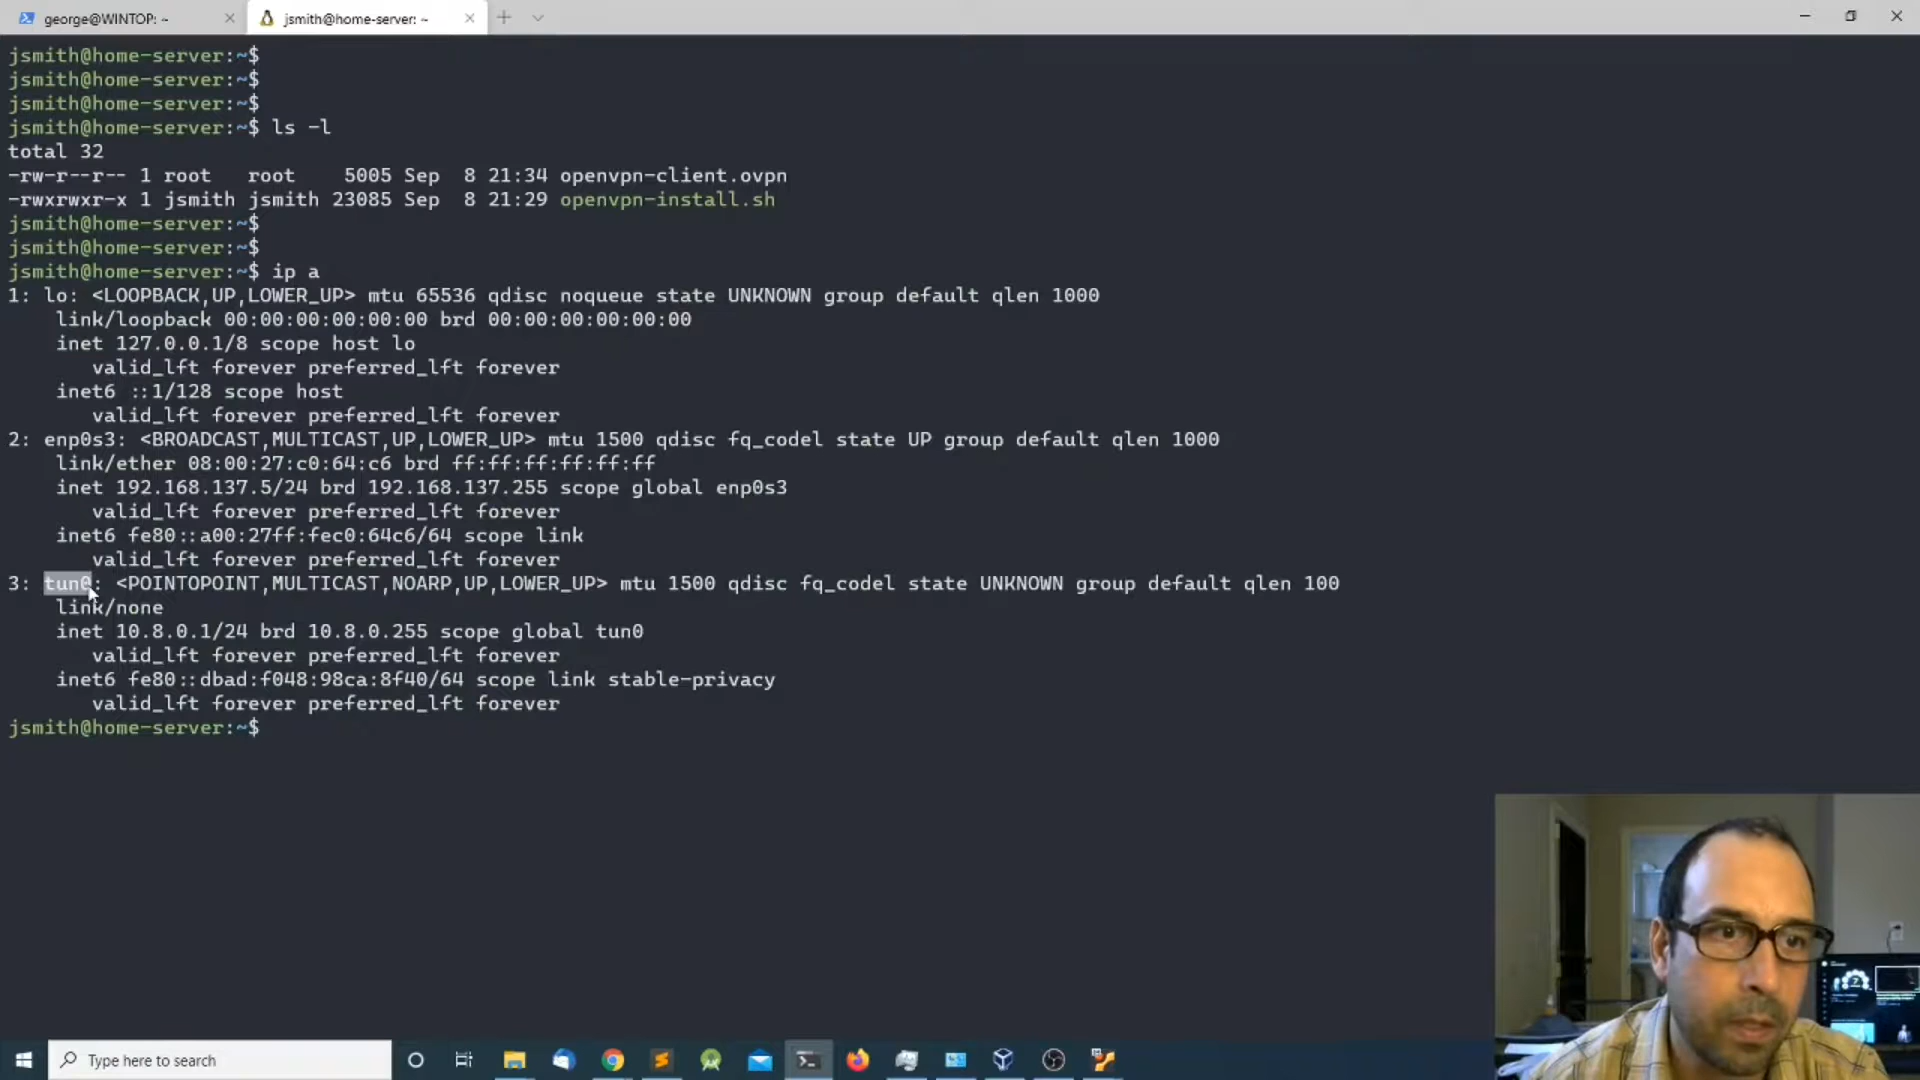 george@WINTOP: ~
jsmith@home-server: ~
jsmith@home-server:~$
jsmith@home-server:~$
jsmith@home-server:~$
jsmith@home-server:~$ ls -l
total 32
-rw-r--r-- 1 root   root    5005 Sep  8 21:34 openvpn-client.ovpn
-rwxrwxr-x 1 jsmith jsmith 23085 Sep  8 21:29 openvpn-install.sh
jsmith@home-server:~$
jsmith@home-server:~$
jsmith@home-server:~$ ip a
1: lo: <LOOPBACK,UP,LOWER_UP> mtu 65536 qdisc noqueue state UNKNOWN group default qlen 1000
    link/loopback 00:00:00:00:00:00 brd 00:00:00:00:00:00
    inet 127.0.0.1/8 scope host lo
       valid_lft forever preferred_lft forever
    inet6 ::1/128 scope host
       valid_lft forever preferred_lft forever
2: enp0s3: <BROADCAST,MULTICAST,UP,LOWER_UP> mtu 1500 qdisc fq_codel state UP group default qlen 1000
    link/ether 08:00:27:c0:64:c6 brd ff:ff:ff:ff:ff:ff
    inet 192.168.137.5/24 brd 192.168.137.255 scope global enp0s3
       valid_lft forever preferred_lft forever
    inet6 fe80::a00:27ff:fec0:64c6/64 scope link
       valid_lft forever preferred_lft forever
3: tun0: <POINTOPOINT,MULTICAST,NOARP,UP,LOWER_UP> mtu 1500 qdisc fq_codel state UNKNOWN group default qlen 100
    link/none
    inet 10.8.0.1/24 brd 10.8.0.255 scope global tun0
       valid_lft forever preferred_lft forever
    inet6 fe80::dbad:f048:98ca:8f40/64 scope link stable-privacy
       valid_lft forever preferred_lft forever
jsmith@home-server:~$
Type here to search